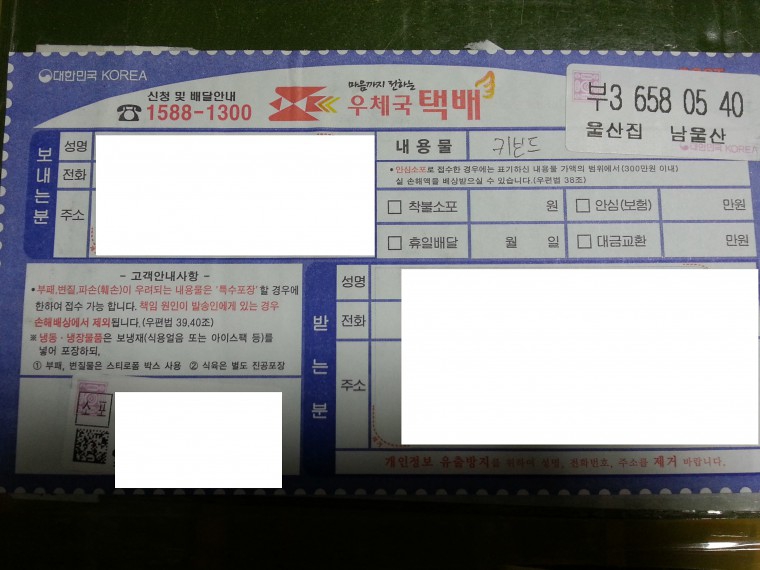 대한민국 KOREA
신청 및 배달안내
☎ 1588-1300
마음까지 전하는
우체국 택배
부3 658 05 40
울산집 남울산
대한민국 KOREA
보내는분
성명
전화
주소
내용물 키보드
• 안심소포로 접수한 경우에는 표기하신 내용물 가액의 범위에서(300만원 이내)
실 손해액을 배상받으실 수 있습니다.(우편법 38조)
□ 착불소포 원 □ 안심(보험) 만원
□ 휴일배달 월 일 □ 대금교환 만원
- 고객안내사항 -
• 부패,변질,파손(훼손)이 우려되는 내용물은 '특수포장'할 경우에
한하여 접수 가능 합니다. 책임 원인이 발송인에게 있는 경우
손해배상에서 제외됩니다.(우편법 39,40조)
※ 냉동·냉장물품은 보냉재(식용얼음 또는 아이스팩 등)를
넣어 포장하되,
① 부패, 변질물은 스티로폼 박스 사용 ② 식육은 별도 진공포장
받는분
성명
전화
주소
소포
개인정보 유출방지를 위하여 성명, 전화번호, 주소를 제거 바랍니다.